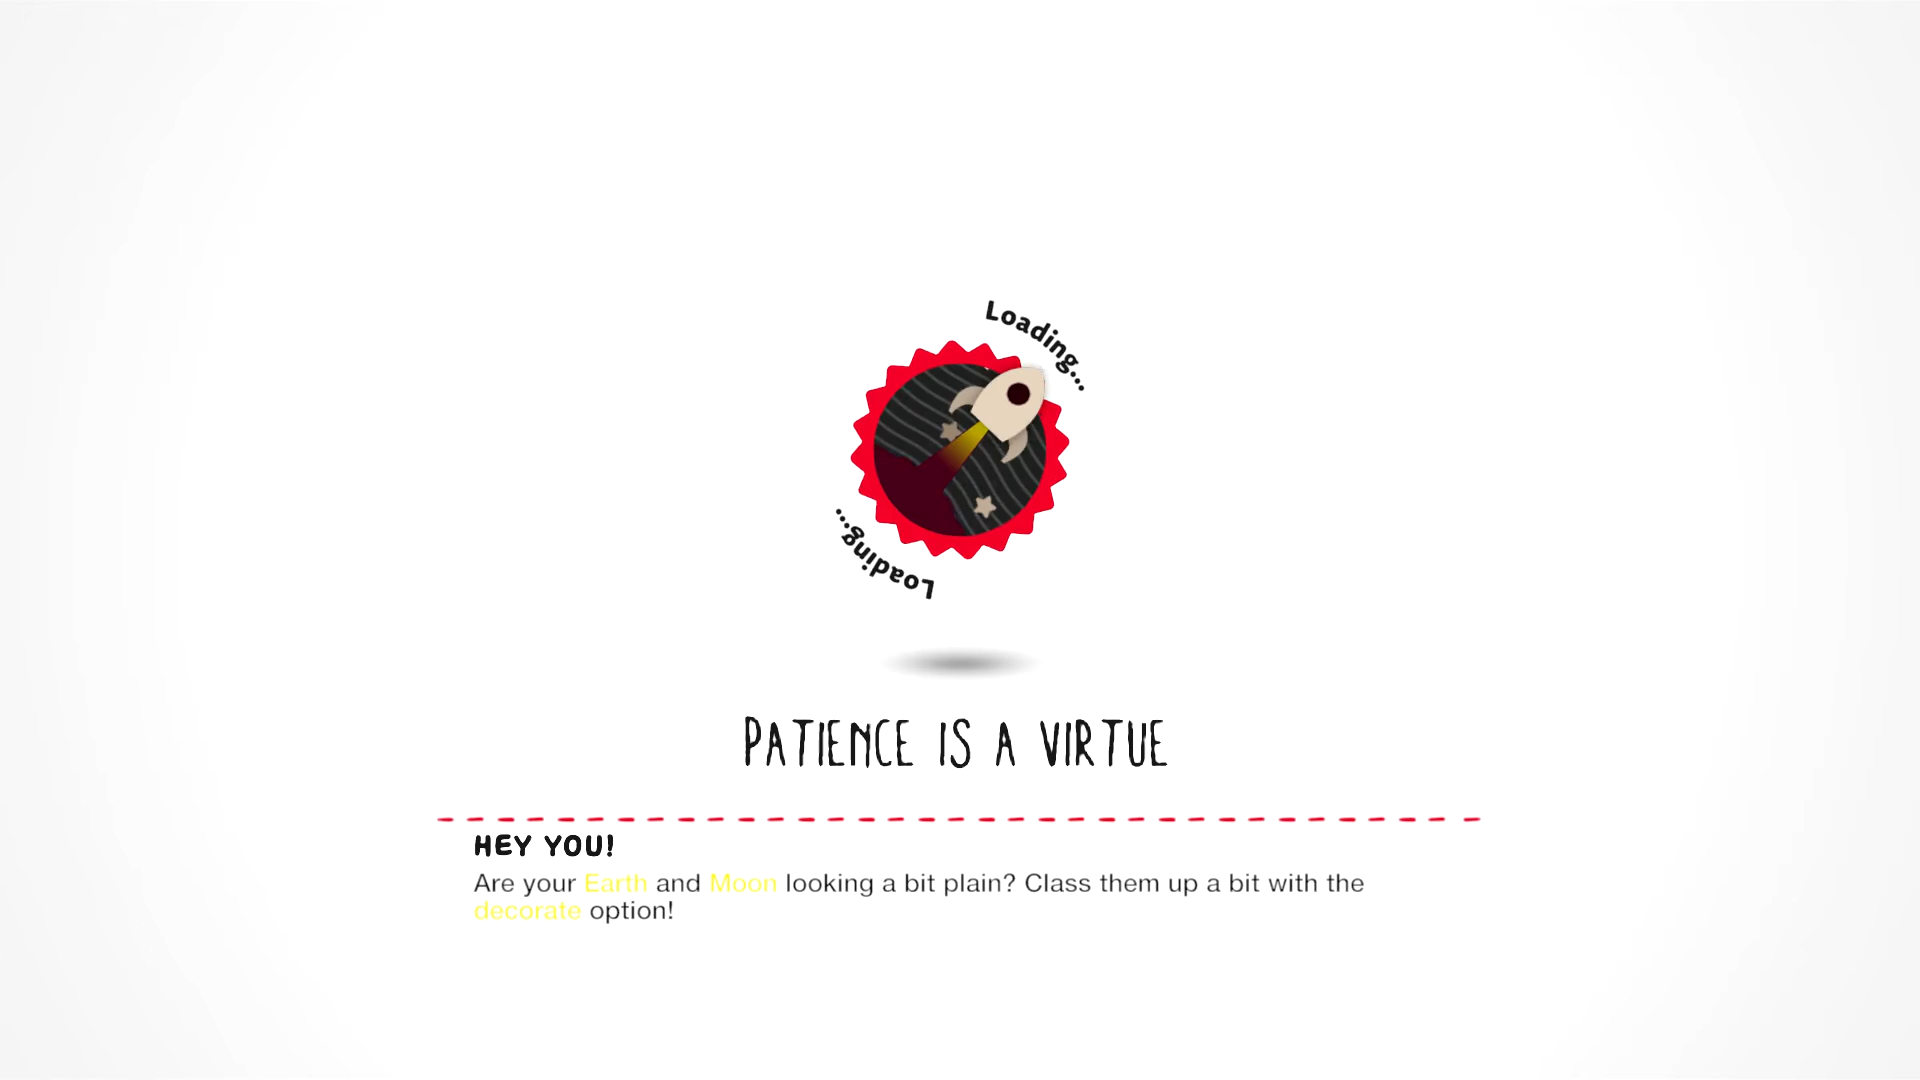 Loading...
Loading...
PATIENCE IS A VIRTUE
HEY YOU!
Are your Earth and Moon looking a bit plain? Class them up a bit with the
decorate option!